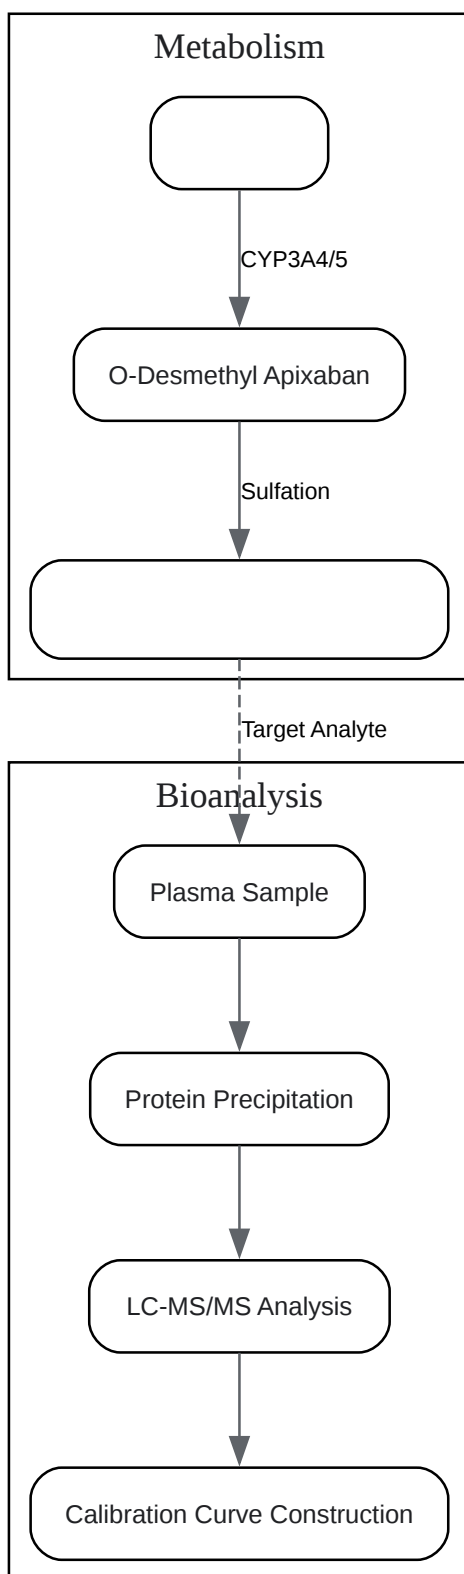 Metabolism
CYP3A4/5
O-Desmethyl Apixaban
Sulfation
Target Analyte
Bioanalysis
Plasma Sample
Protein Precipitation
LC-MS/MS Analysis
Calibration Curve Construction